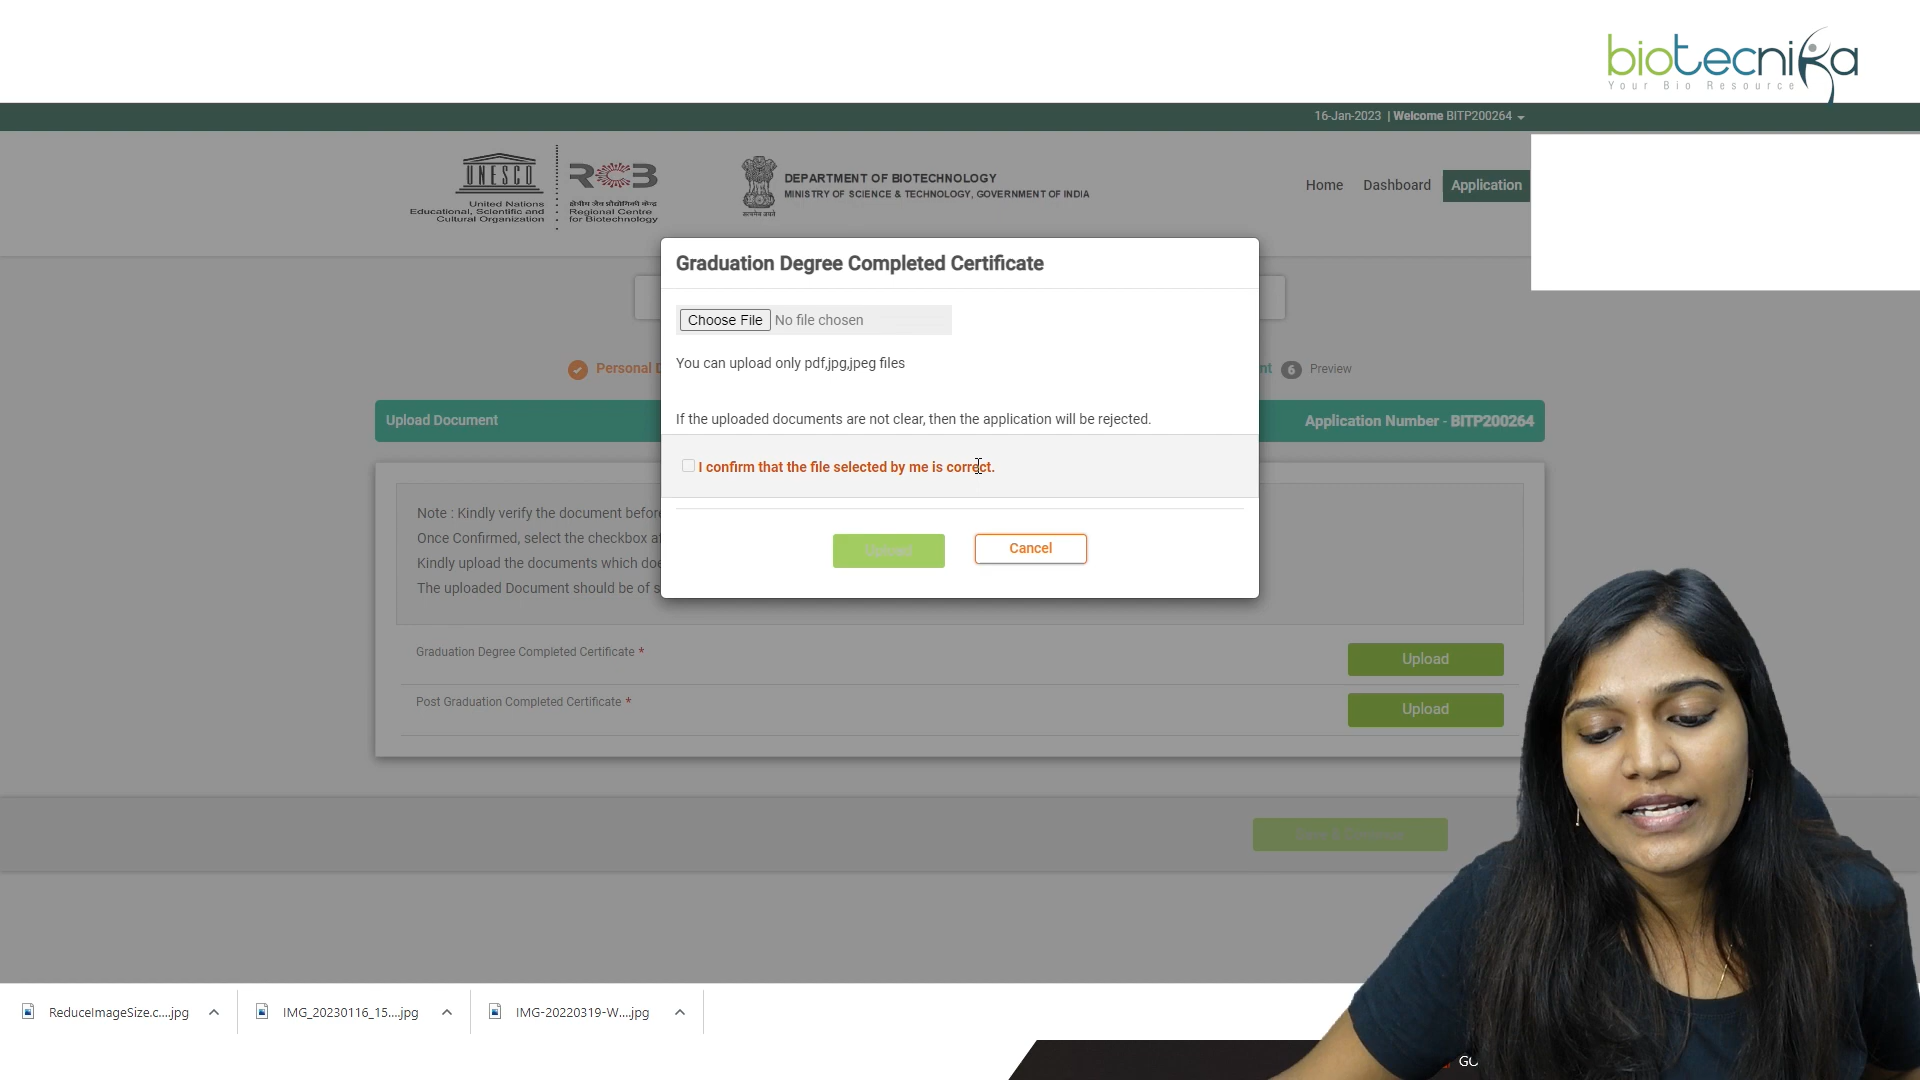 biotecnika
Your Bio Resource
16-Jan-2023 | Welcome BITP200264
UNESCO
United Nations
Educational, Scientific and
Cultural Organization
RCB
क्षेत्रीय जैव प्रौद्योगिकी केन्द्र
Regional Centre
for Biotechnology
सत्यमेव जयते
DEPARTMENT OF BIOTECHNOLOGY
MINISTRY OF SCIENCE & TECHNOLOGY, GOVERNMENT OF INDIA
Home Dashboard Application
Graduation Degree Completed Certificate
Choose File No file chosen
You can upload only pdf,jpg,jpeg files
If the uploaded documents are not clear, then the application will be rejected.
I confirm that the file selected by me is correct.
Upload Cancel
Personal D
nt 6 Preview
Upload Document
Application Number - BITP200264
Note : Kindly verify the document befor
Once Confirmed, select the checkbox a
Kindly upload the documents which do
The uploaded Document should be of s
Graduation Degree Completed Certificate * Upload
Post Graduation Completed Certificate * Upload
ReduceImageSize.c....jpg IMG_20230116_15....jpg IMG-20220319-W....jpg